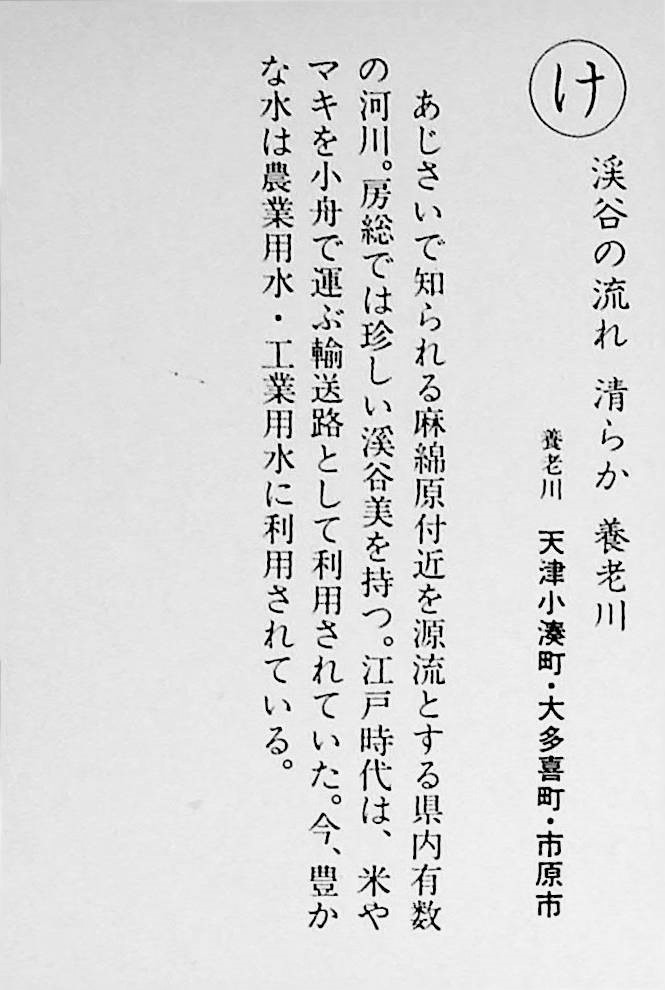 け
渓谷の流れ 清らか 養老川
養老川 天津小湊町・大多喜町・市原市
あじさいで知られる麻綿原付近を源流とする県内有数
の河川。房総では珍しい渓谷美を持つ。江戸時代は、米や
マキを小舟で運ぶ輸送路として利用されていた。今、豊か
な水は農業用水・工業用水に利用されている。